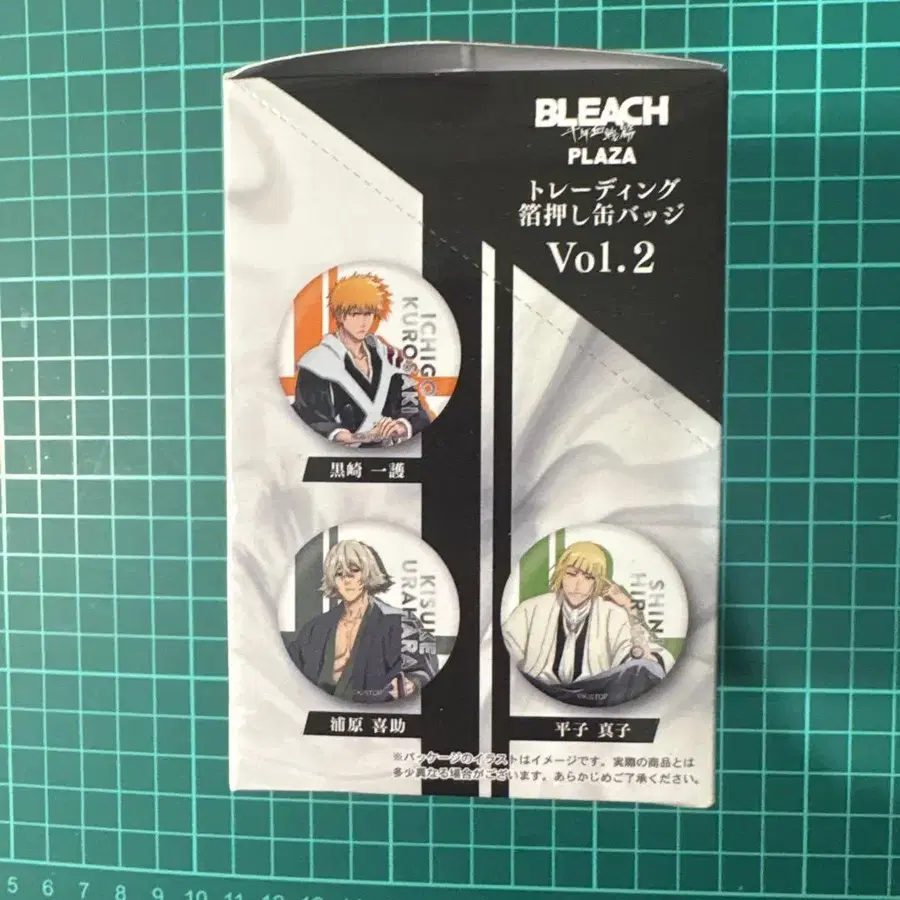 BLEACH
千年血戦篇
PLAZA
トレーディング
箔押し缶バッジ
Vol.2
ICHIGO
KUROSAKI
黒崎 一護
KISUKE
URAHARA
浦原 喜助
SHINJI
HIRAKO
平子 真子
※パッケージのイラストはイメージです。実際の商品とは
多少異なる場合がございます。あらかじめご了承ください。
5 6 7 8 9 10 11 12 13